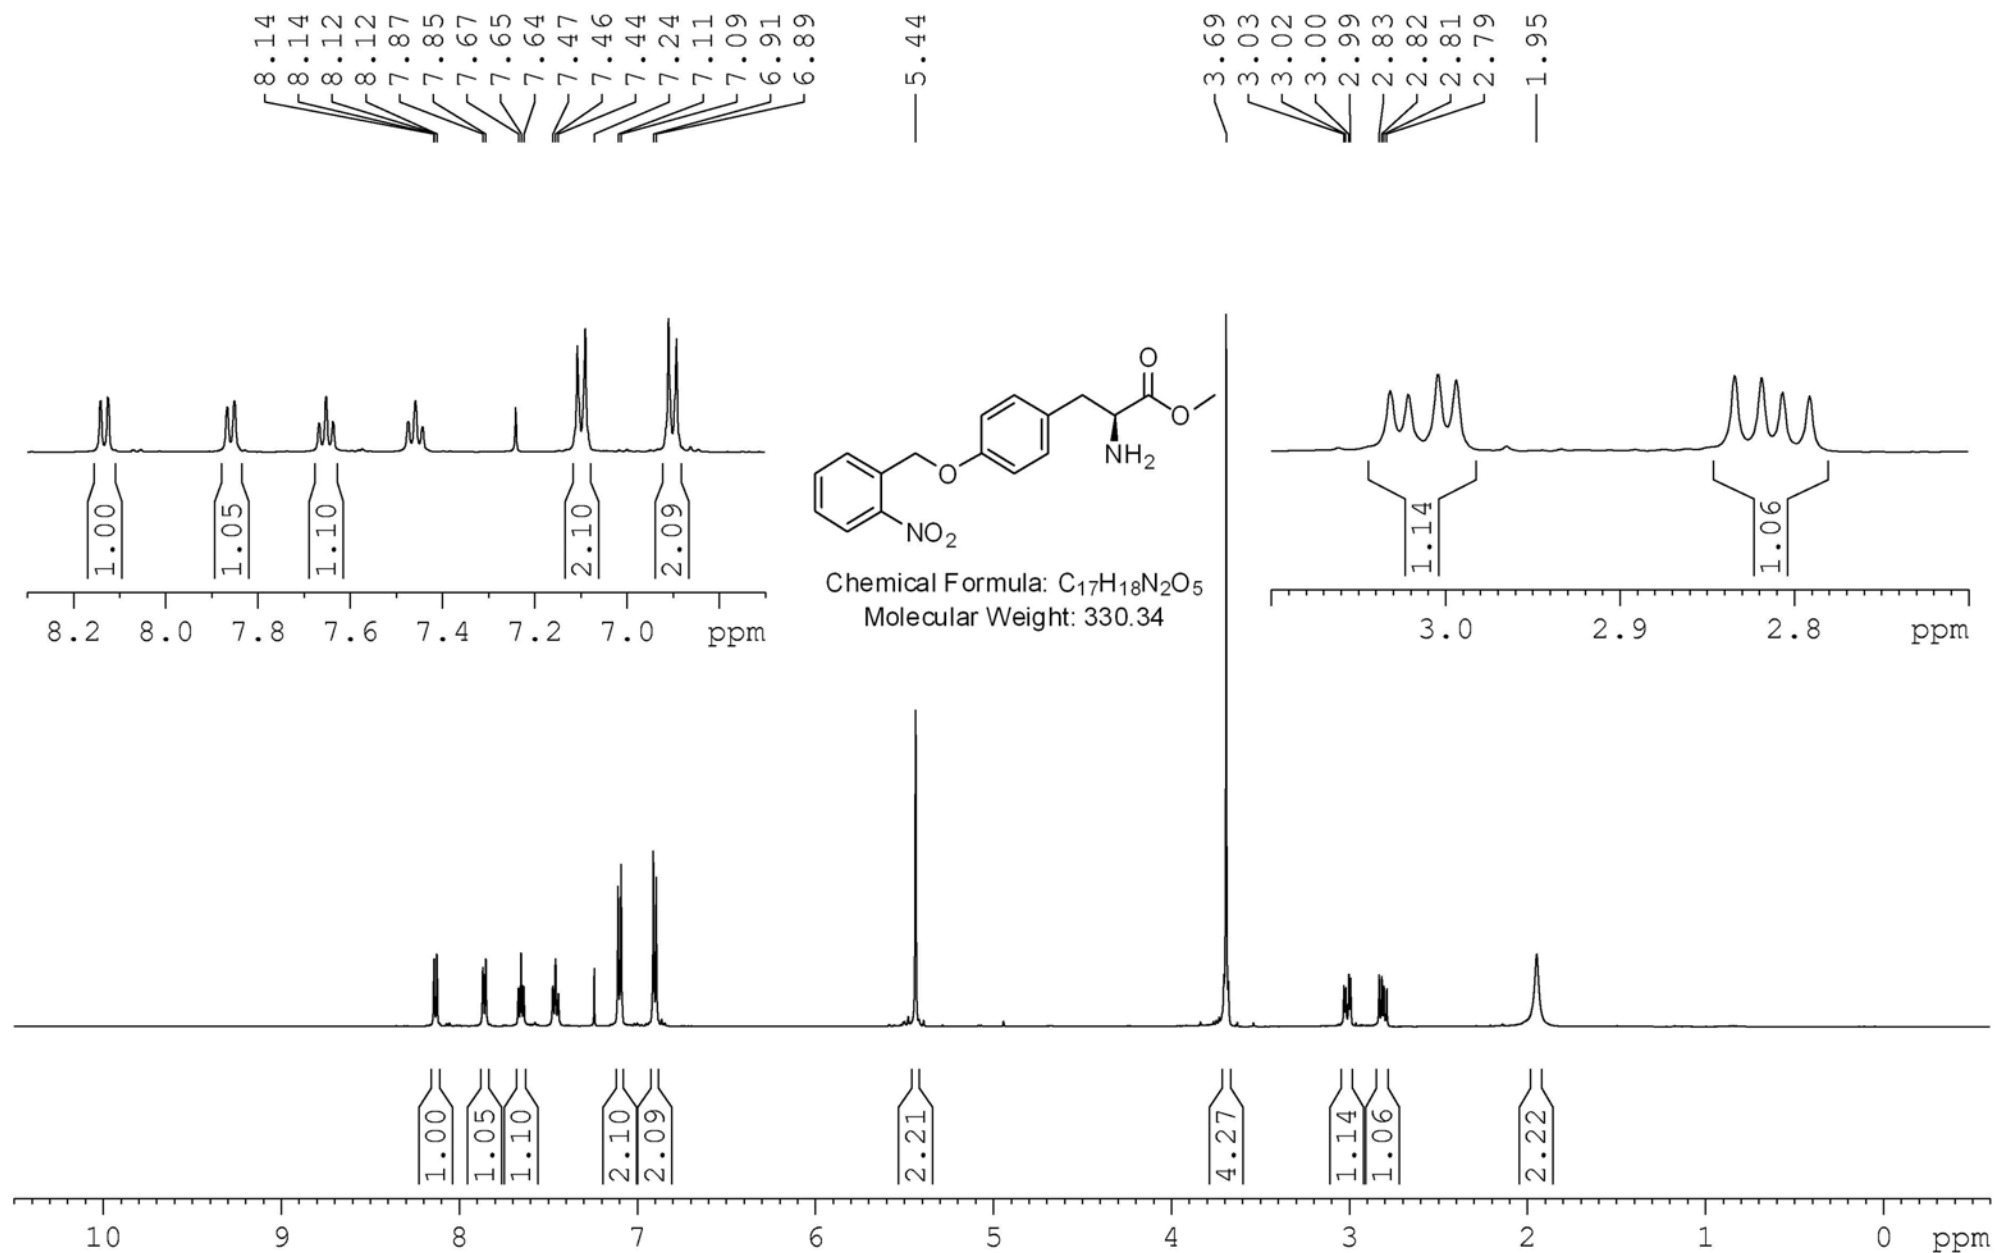 8.14 8.14 8.12 8.12 7.87 7.85 7.67 7.65 7.64 7.47 7.46 7.44 7.24 7.11 7.09 6.91 6.89 5.44 3.69 3.03 3.02 3.00 2.99 2.83 2.82 2.81 2.79 1.95
O
O
NH2
O
NO2
1.00 1.05 1.10 2.10 2.09
1.14 1.06
Chemical Formula: C17H18N2O5
Molecular Weight: 330.34
8.2 8.0 7.8 7.6 7.4 7.2 7.0 ppm
3.0 2.9 2.8 ppm
1.00 1.05 1.10 2.10 2.09 2.21 4.27 1.14 1.06 2.22
10 9 8 7 6 5 4 3 2 1 0 ppm